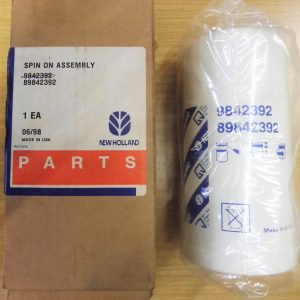 SPIN ON ASSEMBLY
9842392
89842392
1 EA
06/98
MADE IN USA
NEW HOLLAND
PARTS
9842392
89842392